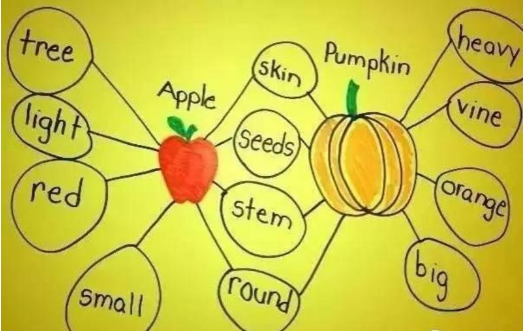 tree
light
red
small
Apple
skin
Seeds
stem
round
Pumpkin
heavy
vine
orange
big